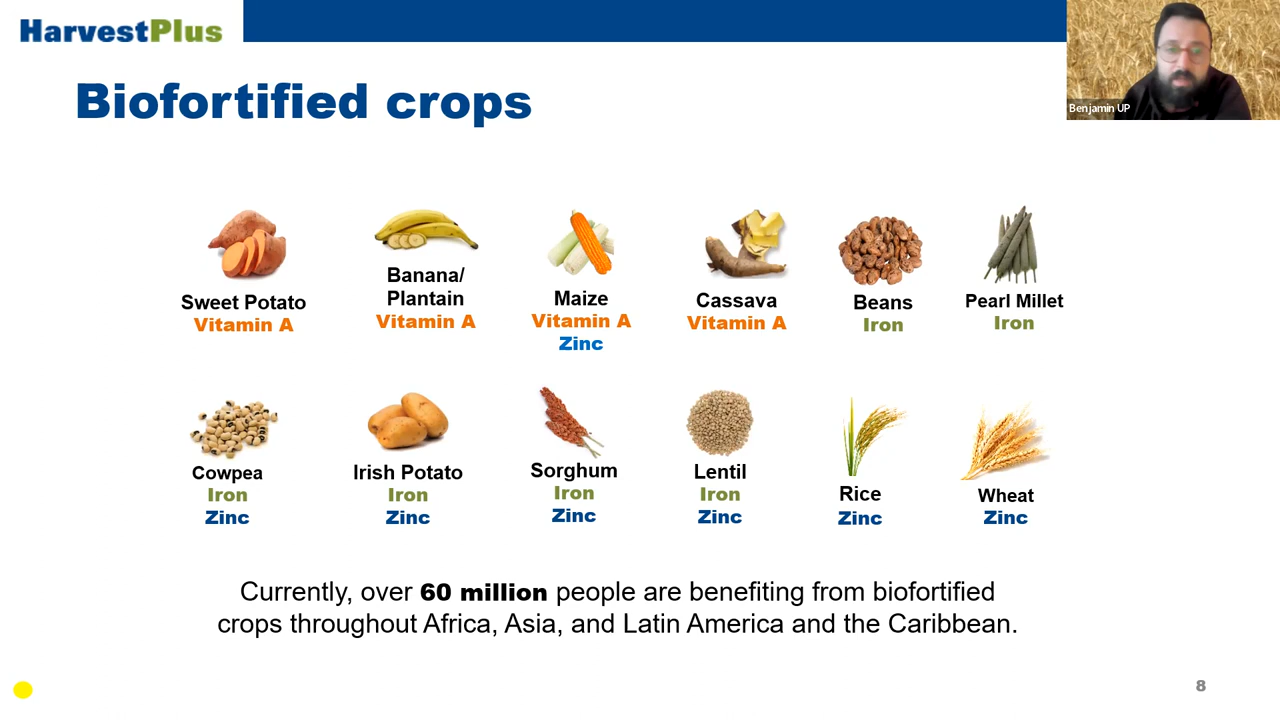 HarvestPlus
Benjamin UP
Biofortified crops
Sweet Potato
Vitamin A
Banana/
Plantain
Vitamin A
Maize
Vitamin A
Zinc
Cassava
Vitamin A
Beans
Iron
Pearl Millet
Iron
Cowpea
Iron
Zinc
Irish Potato
Iron
Zinc
Sorghum
Iron
Zinc
Lentil
Iron
Zinc
Rice
Zinc
Wheat
Zinc
Currently, over 60 million people are benefiting from biofortified
crops throughout Africa, Asia, and Latin America and the Caribbean.
8